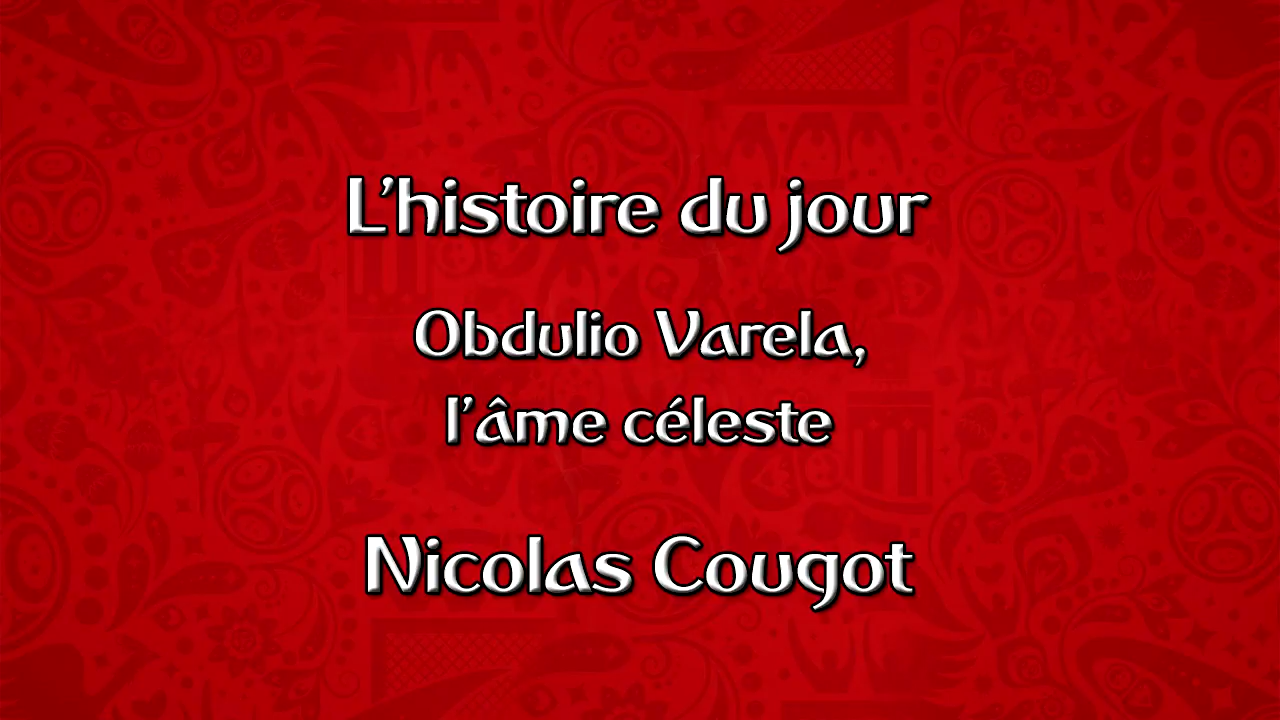 L'histoire du jour
Obdulio Varela,
l'âme céleste
Nicolas Cougot